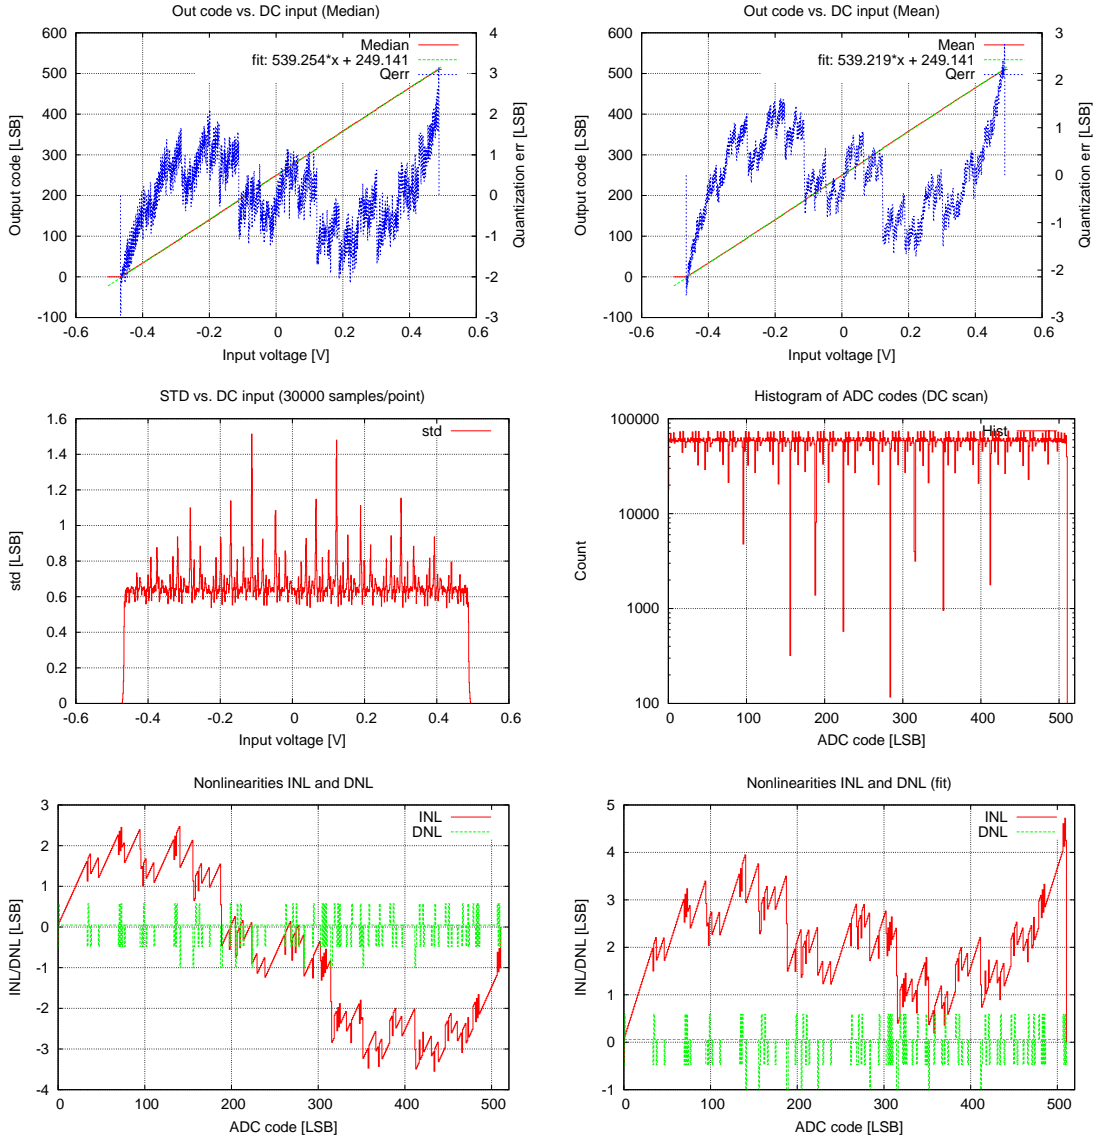 Out code vs. DC input (Median)
Output code [LSB]
Quantization err [LSB]
600
500
400
300
200
100
0
-100
4
3
2
1
0
-1
-2
-3
Median
fit: 539.254*x + 249.141
Qerr
-0.6 -0.4 -0.2 0 0.2 0.4 0.6
Input voltage [V]
Out code vs. DC input (Mean)
Output code [LSB]
Quantization err [LSB]
600
500
400
300
200
100
0
-100
3
2
1
0
-1
-2
-3
Mean
fit: 539.219*x + 249.141
Qerr
-0.6 -0.4 -0.2 0 0.2 0.4 0.6
Input voltage [V]
STD vs. DC input (30000 samples/point)
std [LSB]
1.6
1.4
1.2
1
0.8
0.6
0.4
0.2
0
std
-0.6 -0.4 -0.2 0 0.2 0.4 0.6
Input voltage [V]
Histogram of ADC codes (DC scan)
Count
100000
10000
1000
100
Hist
0 100 200 300 400 500
ADC code [LSB]
Nonlinearities INL and DNL
INL/DNL [LSB]
3
2
1
0
-1
-2
-3
-4
INL
DNL
0 100 200 300 400 500
ADC code [LSB]
Nonlinearities INL and DNL (fit)
INL/DNL [LSB]
5
4
3
2
1
0
-1
INL
DNL
0 100 200 300 400 500
ADC code [LSB]